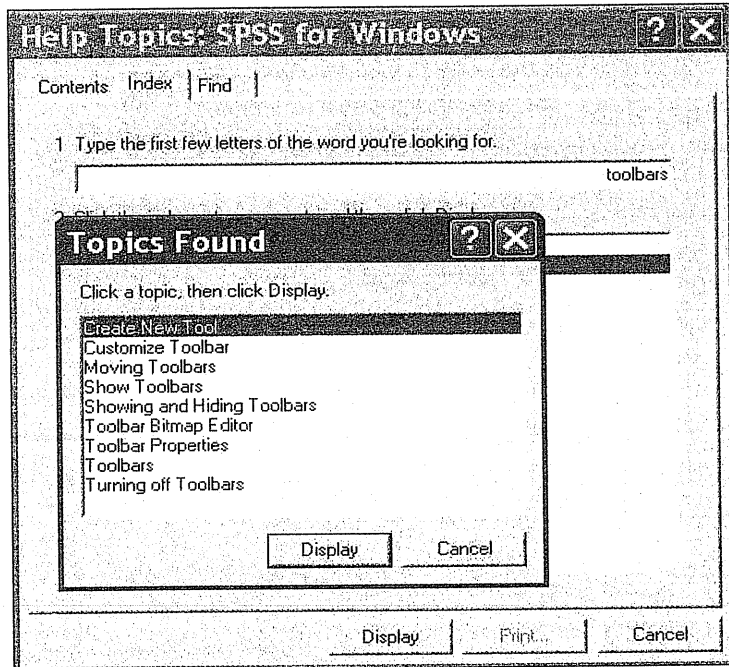 Help Topics: SPSS for Windows
Contents Index Find
1 Type the first few letters of the word you're looking for.
toolbars
Topics Found
Click a topic, then click Display.
Create New Tool
Customize Toolbar
Moving Toolbars
Show Toolbars
Showing and Hiding Toolbars
Toolbar Bitmap Editor
Toolbar Properties
Toolbars
Turning off Toolbars
Display Cancel
Display Print... Cancel